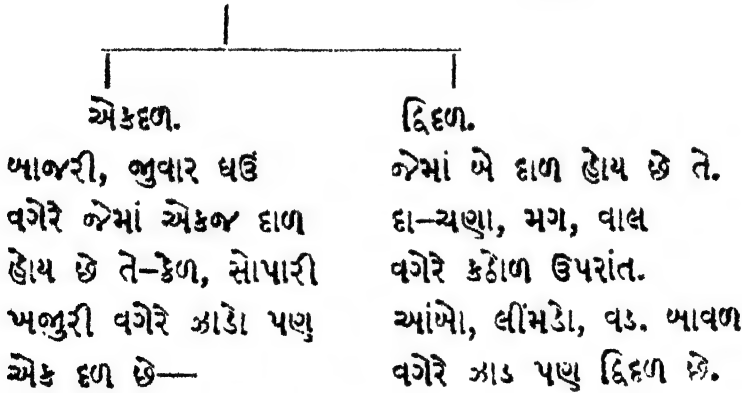 એકદળ.
બાજરી, જુવાર ઘઉં
વગેરે જેમાં એકજ દાળ
હોય છે તે–કેળ, સોપારી
ખજુરી વગેરે ઝાડો પણ
એક દળ છે—
દ્વિદળ.
જેમાં બે દાળ હોય છે તે.
દા–ચણા, મગ, વાલ
વગેરે કઠોળ ઉપરાંત.
આંબો, લીંમડો, વડ. બાવળ
વગેરે ઝાડ પણ દ્વિદળ છે.